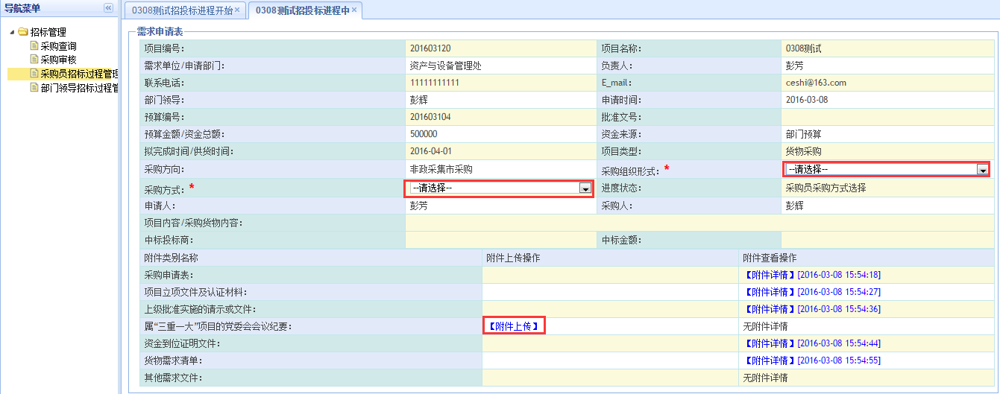 导航菜单
招标管理
采购查询
采购审核
采购员招标过程管理
部门领导招标过程管
0308测试招投标进程开始 0308测试招投标进程中
需求申请表
项目编号： 201603120 项目名称： 0308测试
需求单位/申请部门： 资产与设备管理处 负责人： 彭芳
联系电话： 11111111111 E_mail： ceshi@163.com
部门领导： 彭辉 申请时间： 2016-03-08
预算编号： 201603104 批准文号：
预算金额/资金总额： 500000 资金来源： 部门预算
拟完成时间/供货时间： 2016-04-01 项目类型： 货物采购
采购方向： 非政采集市采购 采购组织形式：* --请选择--
采购方式：* --请选择-- 进度状态： 采购员采购方式选择
申请人： 彭芳 采购人： 彭辉
项目内容/采购货物内容：
中标投标商： 中标金额：
附件类别名称 附件上传操作 附件查看操作
采购申请表： 【附件详情】[2016-03-08 15:54:18]
项目立项文件及认证材料： 【附件详情】[2016-03-08 15:54:27]
上级批准实施的请示或文件： 【附件详情】[2016-03-08 15:54:36]
属“三重一大”项目的党委会会议纪要： 【附件上传】 无附件详情
资金到位证明文件： 【附件详情】[2016-03-08 15:54:44]
货物需求清单： 【附件详情】[2016-03-08 15:54:55]
其他需求文件： 无附件详情